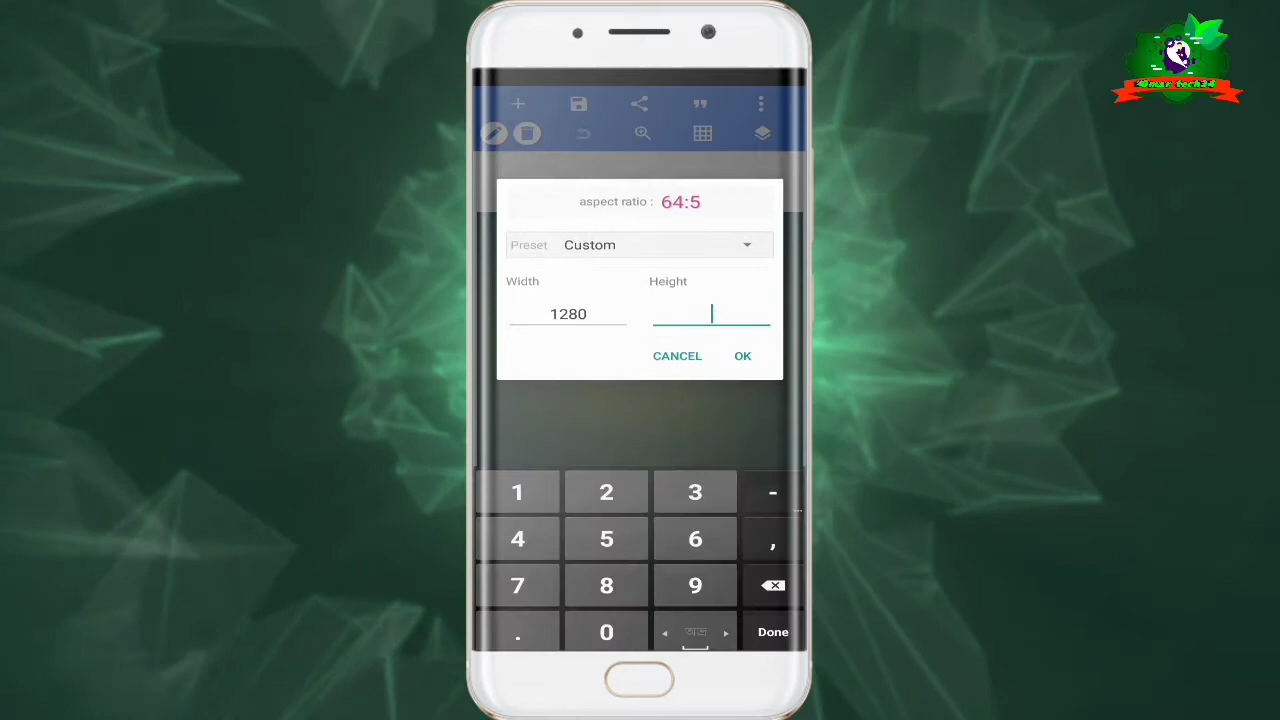 aspect ratio : 64:5
Preset Custom
Width Height
1280
CANCEL OK
1 2 3 -
4 5 6 ,
7 8 9
. 0 Done